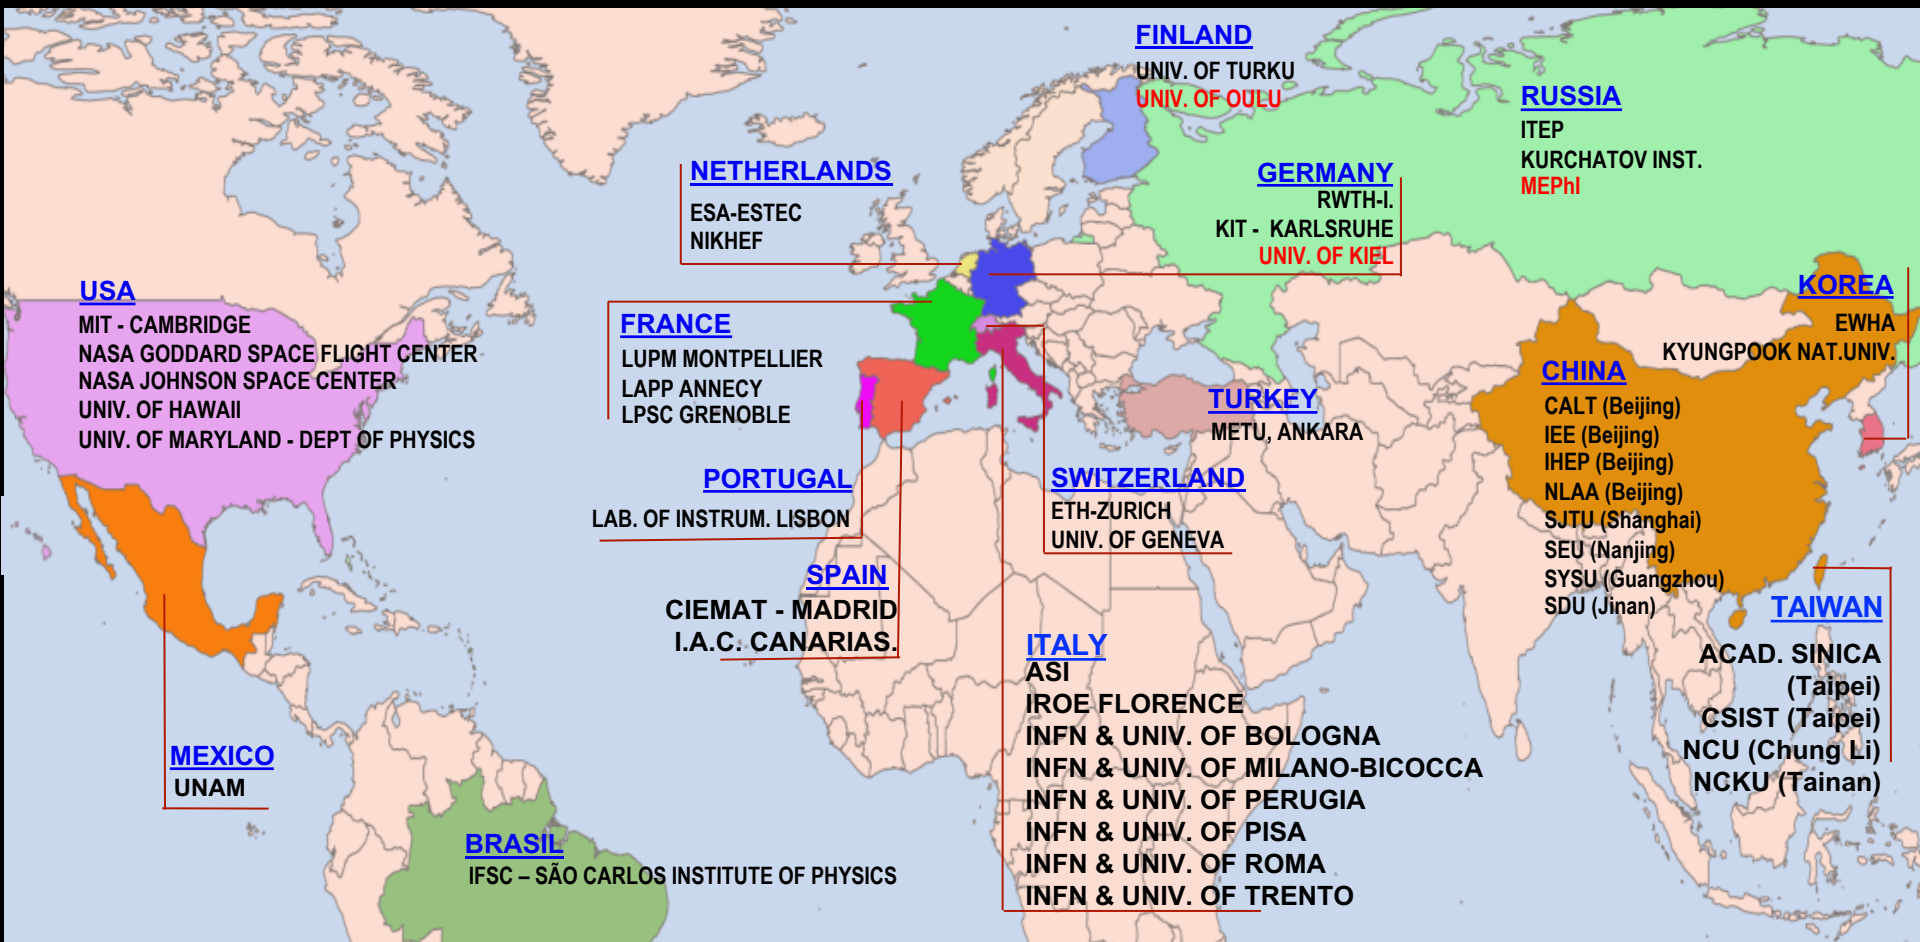 FINLAND
UNIV. OF TURKU
UNIV. OF OULU
RUSSIA
ITEP
KURCHATOV INST.
MEPhI
NETHERLANDS
ESA-ESTEC
NIKHEF
GERMANY
RWTH-I.
KIT - KARLSRUHE
UNIV. OF KIEL
USA
MIT - CAMBRIDGE
NASA GODDARD SPACE FLIGHT CENTER
NASA JOHNSON SPACE CENTER
UNIV. OF HAWAII
UNIV. OF MARYLAND - DEPT OF PHYSICS
FRANCE
LUPM MONTPELLIER
LAPP ANNECY
LPSC GRENOBLE
KOREA
EWHA
KYUNGPOOK NAT.UNIV.
CHINA
CALT (Beijing)
IEE (Beijing)
IHEP (Beijing)
NLAA (Beijing)
SJTU (Shanghai)
SEU (Nanjing)
SYSU (Guangzhou)
SDU (Jinan)
TURKEY
METU, ANKARA
PORTUGAL
LAB. OF INSTRUM. LISBON
SWITZERLAND
ETH-ZURICH
UNIV. OF GENEVA
SPAIN
CIEMAT - MADRID
I.A.C. CANARIAS.
TAIWAN
ACAD. SINICA
(Taipei)
CSIST (Taipei)
NCU (Chung Li)
NCKU (Tainan)
ITALY
ASI
IROE FLORENCE
INFN & UNIV. OF BOLOGNA
INFN & UNIV. OF MILANO-BICOCCA
INFN & UNIV. OF PERUGIA
INFN & UNIV. OF PISA
INFN & UNIV. OF ROMA
INFN & UNIV. OF TRENTO
MEXICO
UNAM
BRASIL
IFSC – SÃO CARLOS INSTITUTE OF PHYSICS